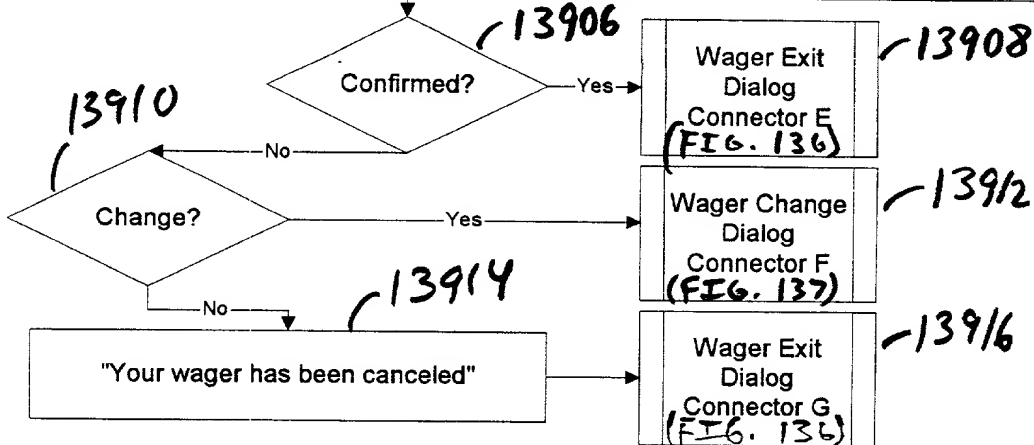 13906
Confirmed?
Yes
Wager Exit
Dialog
Connector E
(FIG. 136)
13908
13910
No
Change?
Yes
Wager Change
Dialog
Connector F
(FIG. 137)
13912
No
13914
"Your wager has been canceled"
Wager Exit
Dialog
Connector G
(FIG. 136)
13916